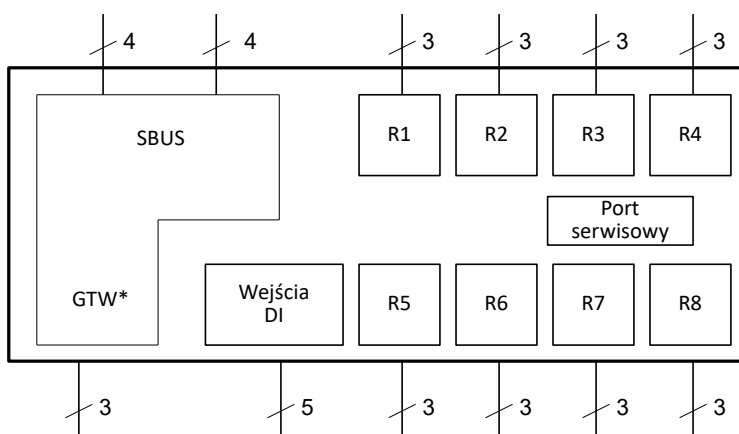 4 4 3 3 3 3
SBUS R1 R2 R3 R4
Port
serwisowy
GTW* Wejścia
DI R5 R6 R7 R8
3 5 3 3 3 3